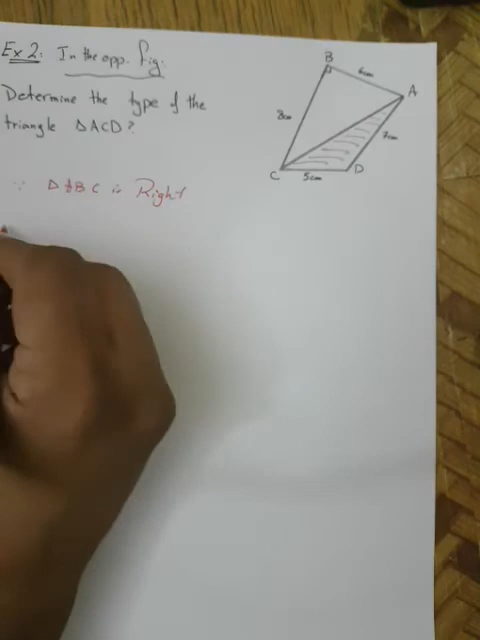 Ex 2: In the opp. fig.
Determine the type of the
triangle ΔACD?
B
6cm
A
8cm
7cm
C
5cm
D
∵ Δ ABC is Right